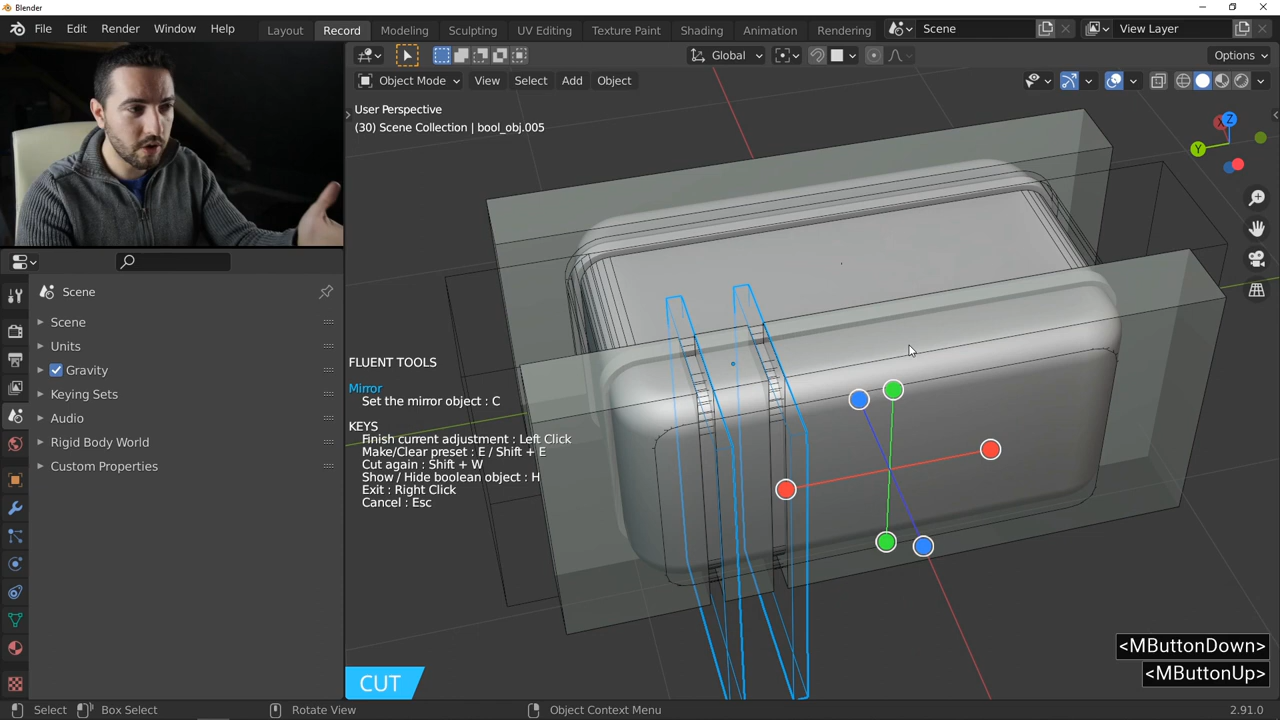 Blender
File Edit Render Window Help
Layout Record Modeling Sculpting UV Editing Texture Paint Shading Animation Rendering
Scene
View Layer
Global
Options
Object Mode View Select Add Object
User Perspective
(30) Scene Collection | bool_obj.005
Z
X
Y
Scene
Scene
Units
Gravity
Keying Sets
Audio
Rigid Body World
Custom Properties
FLUENT TOOLS
Mirror
Set the mirror object : C
KEYS
Finish current adjustment : Left Click
Make/Clear preset : E / Shift + E
Cut again : Shift + W
Show / Hide boolean object : H
Exit : Right Click
Cancel : Esc
CUT
<MButtonDown>
<MButtonUp>
Select Box Select Rotate View Object Context Menu 2.91.0